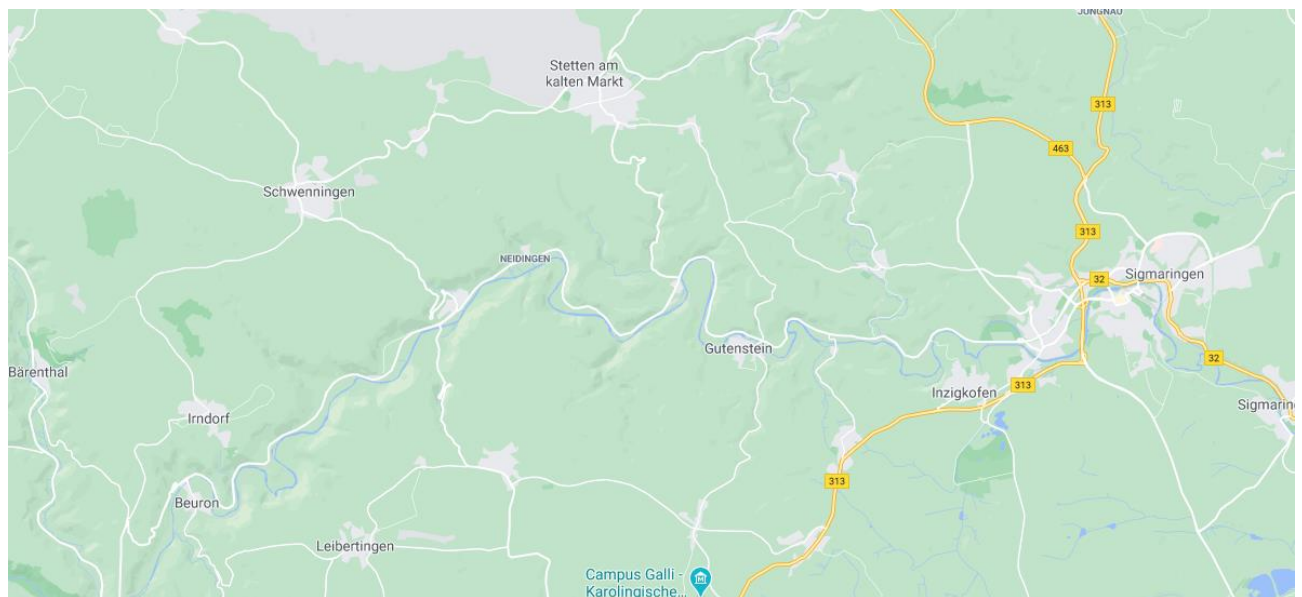 JUNGNAU
Stetten am
kalten Markt
313
463
Schwenningen
313
NEIDINGEN
32
Sigmaringen
Gutenstein
32
Bärenthal
Inzigkofen
313
Irndorf
Sigmaring
313
Beuron
Leibertingen
Campus Galli -
Karolingische...